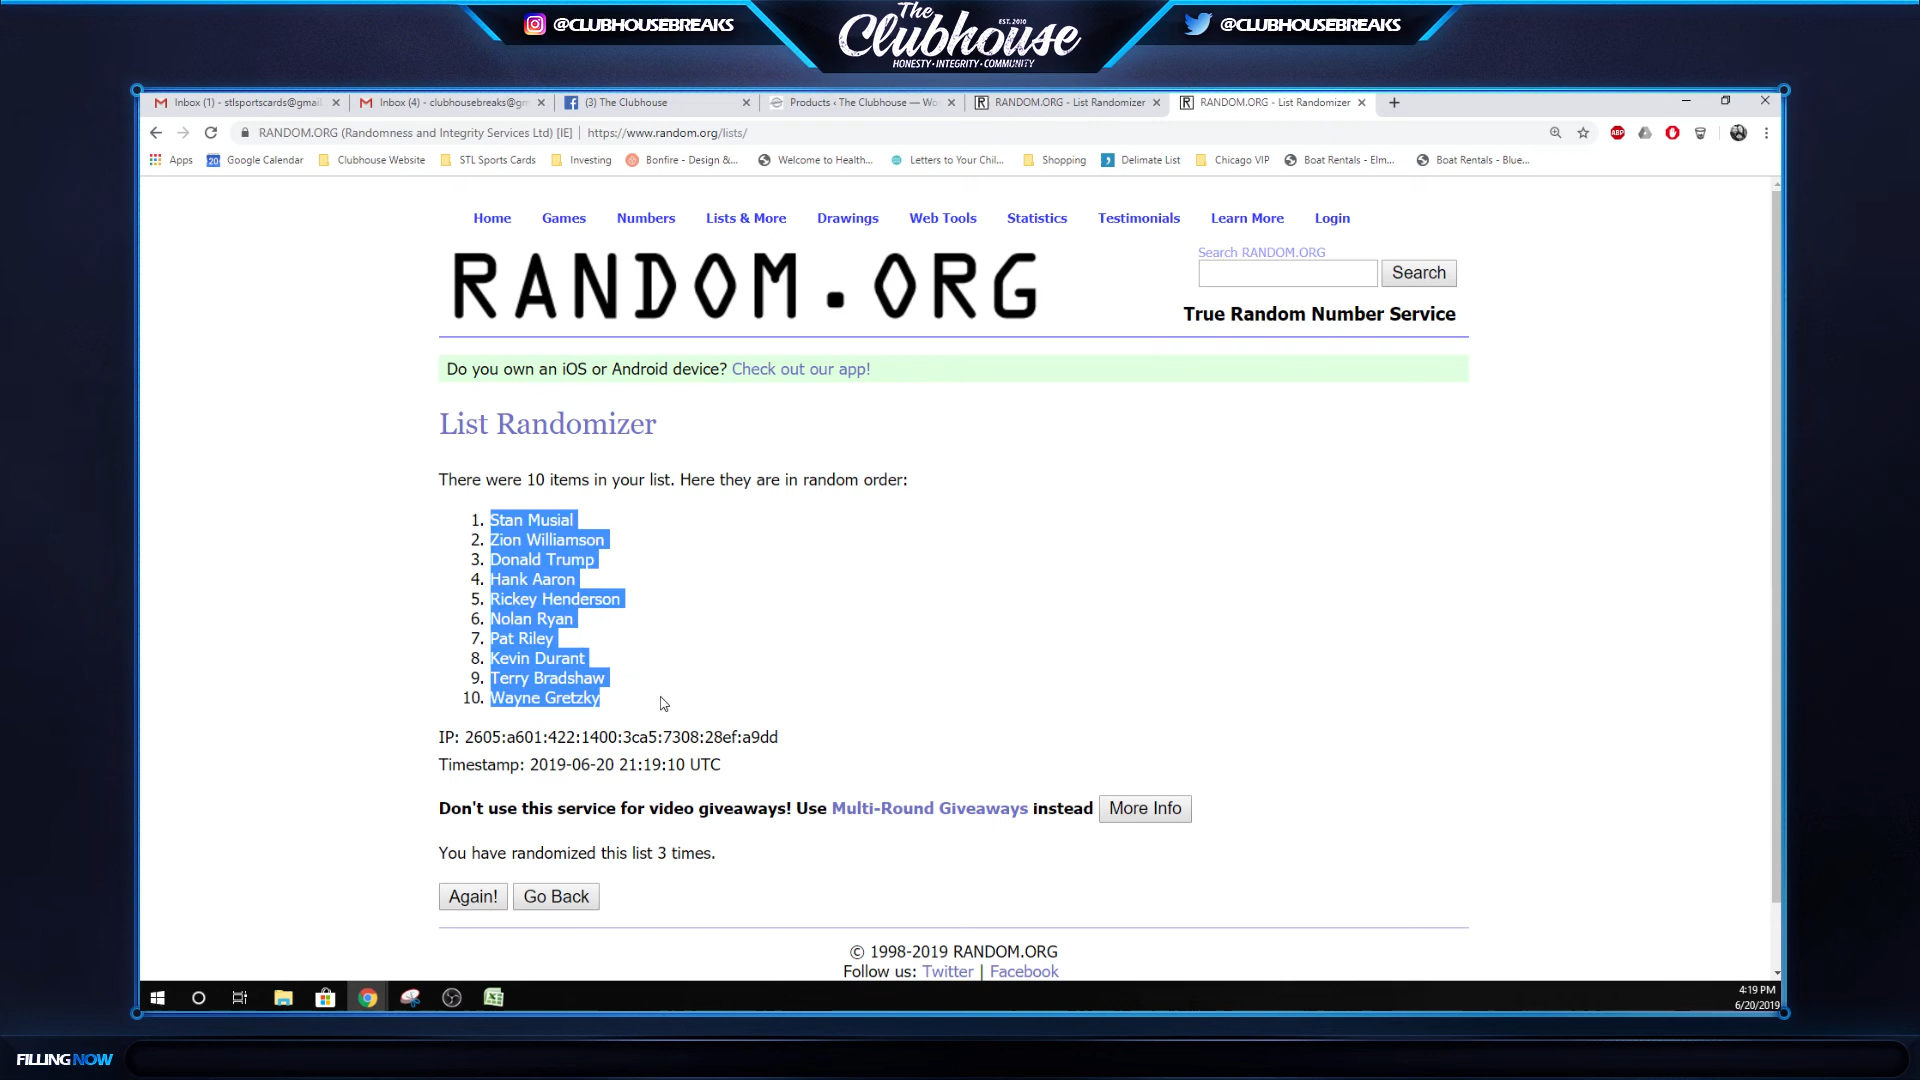 @CLUBHOUSEBREAKS
The Clubhouse
EST. 2010
HONESTY • INTEGRITY • COMMUNITY
@CLUBHOUSEBREAKS
Inbox (1) - stlsportscards@gmail
Inbox (4) - clubhousebreaks@gm
(3) The Clubhouse
Products ‹ The Clubhouse — Wo
RANDOM.ORG - List Randomizer
RANDOM.ORG - List Randomizer
RANDOM.ORG (Randomness and Integrity Services Ltd) [IE] | https://www.random.org/lists/
ABP
Apps
Google Calendar
Clubhouse Website
STL Sports Cards
Investing
Bonfire - Design &...
Welcome to Health...
Letters to Your Chil...
Shopping
Delimate List
Chicago VIP
Boat Rentals - Elm...
Boat Rentals - Blue...
Home Games Numbers Lists & More Drawings Web Tools Statistics Testimonials Learn More Login
RANDOM.ORG
Search RANDOM.ORG
Search
True Random Number Service
Do you own an iOS or Android device? Check out our app!
List Randomizer
There were 10 items in your list. Here they are in random order:
1. Stan Musial
2. Zion Williamson
3. Donald Trump
4. Hank Aaron
5. Rickey Henderson
6. Nolan Ryan
7. Pat Riley
8. Kevin Durant
9. Terry Bradshaw
10. Wayne Gretzky
IP: 2605:a601:422:1400:3ca5:7308:28ef:a9dd
Timestamp: 2019-06-20 21:19:10 UTC
Don't use this service for video giveaways! Use Multi-Round Giveaways instead More Info
You have randomized this list 3 times.
Again! Go Back
© 1998-2019 RANDOM.ORG
Follow us: Twitter | Facebook
4:19 PM
6/20/2019
FILLING NOW